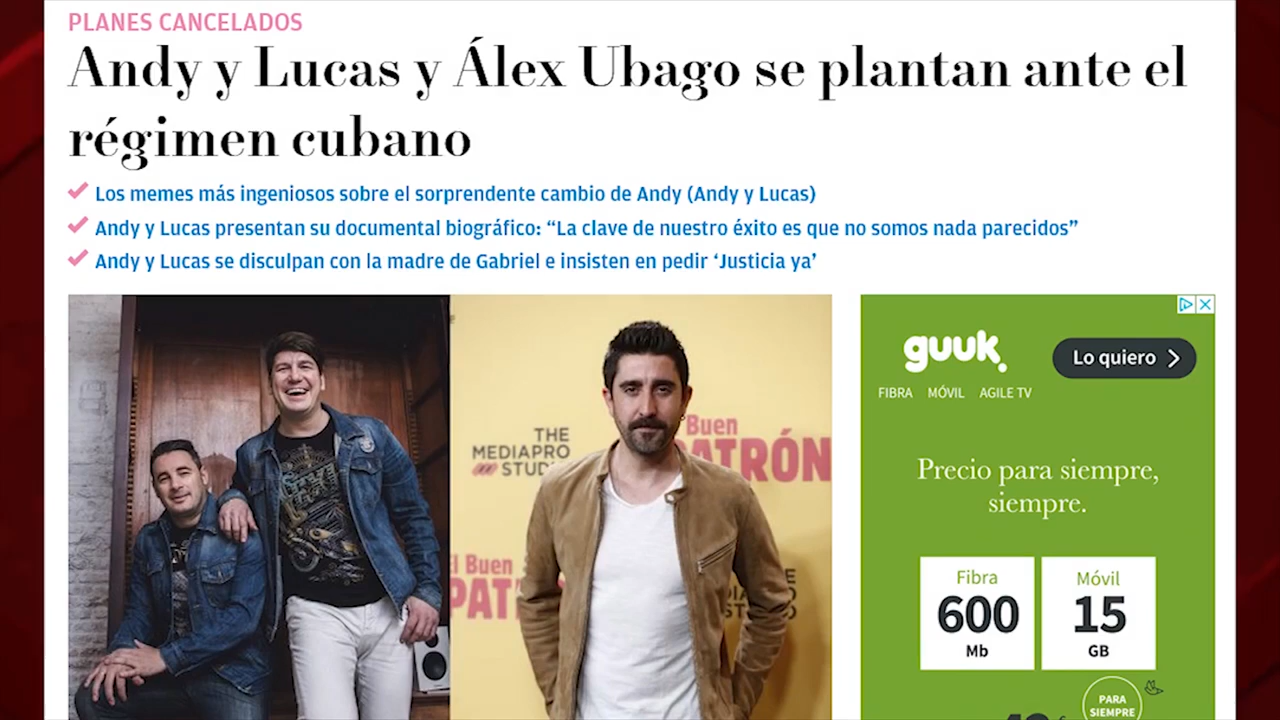 PLANES CANCELADOS
Andy y Lucas y Álex Ubago se plantan ante el
régimen cubano
Los memes más ingeniosos sobre el sorprendente cambio de Andy (Andy y Lucas)
Andy y Lucas presentan su documental biográfico: “La clave de nuestro éxito es que no somos nada parecidos”
Andy y Lucas se disculpan con la madre de Gabriel e insisten en pedir ‘Justicia ya’
THE
MEDIAPRO
STUDIO
El Buen
PATRÓN
El Buen
PAT
guuk.
Lo quiero
FIBRA MÓVIL AGILE TV
Precio para siempre,
siempre.
Fibra
600
Mb
Móvil
15
GB
PARA
SIEMPRE